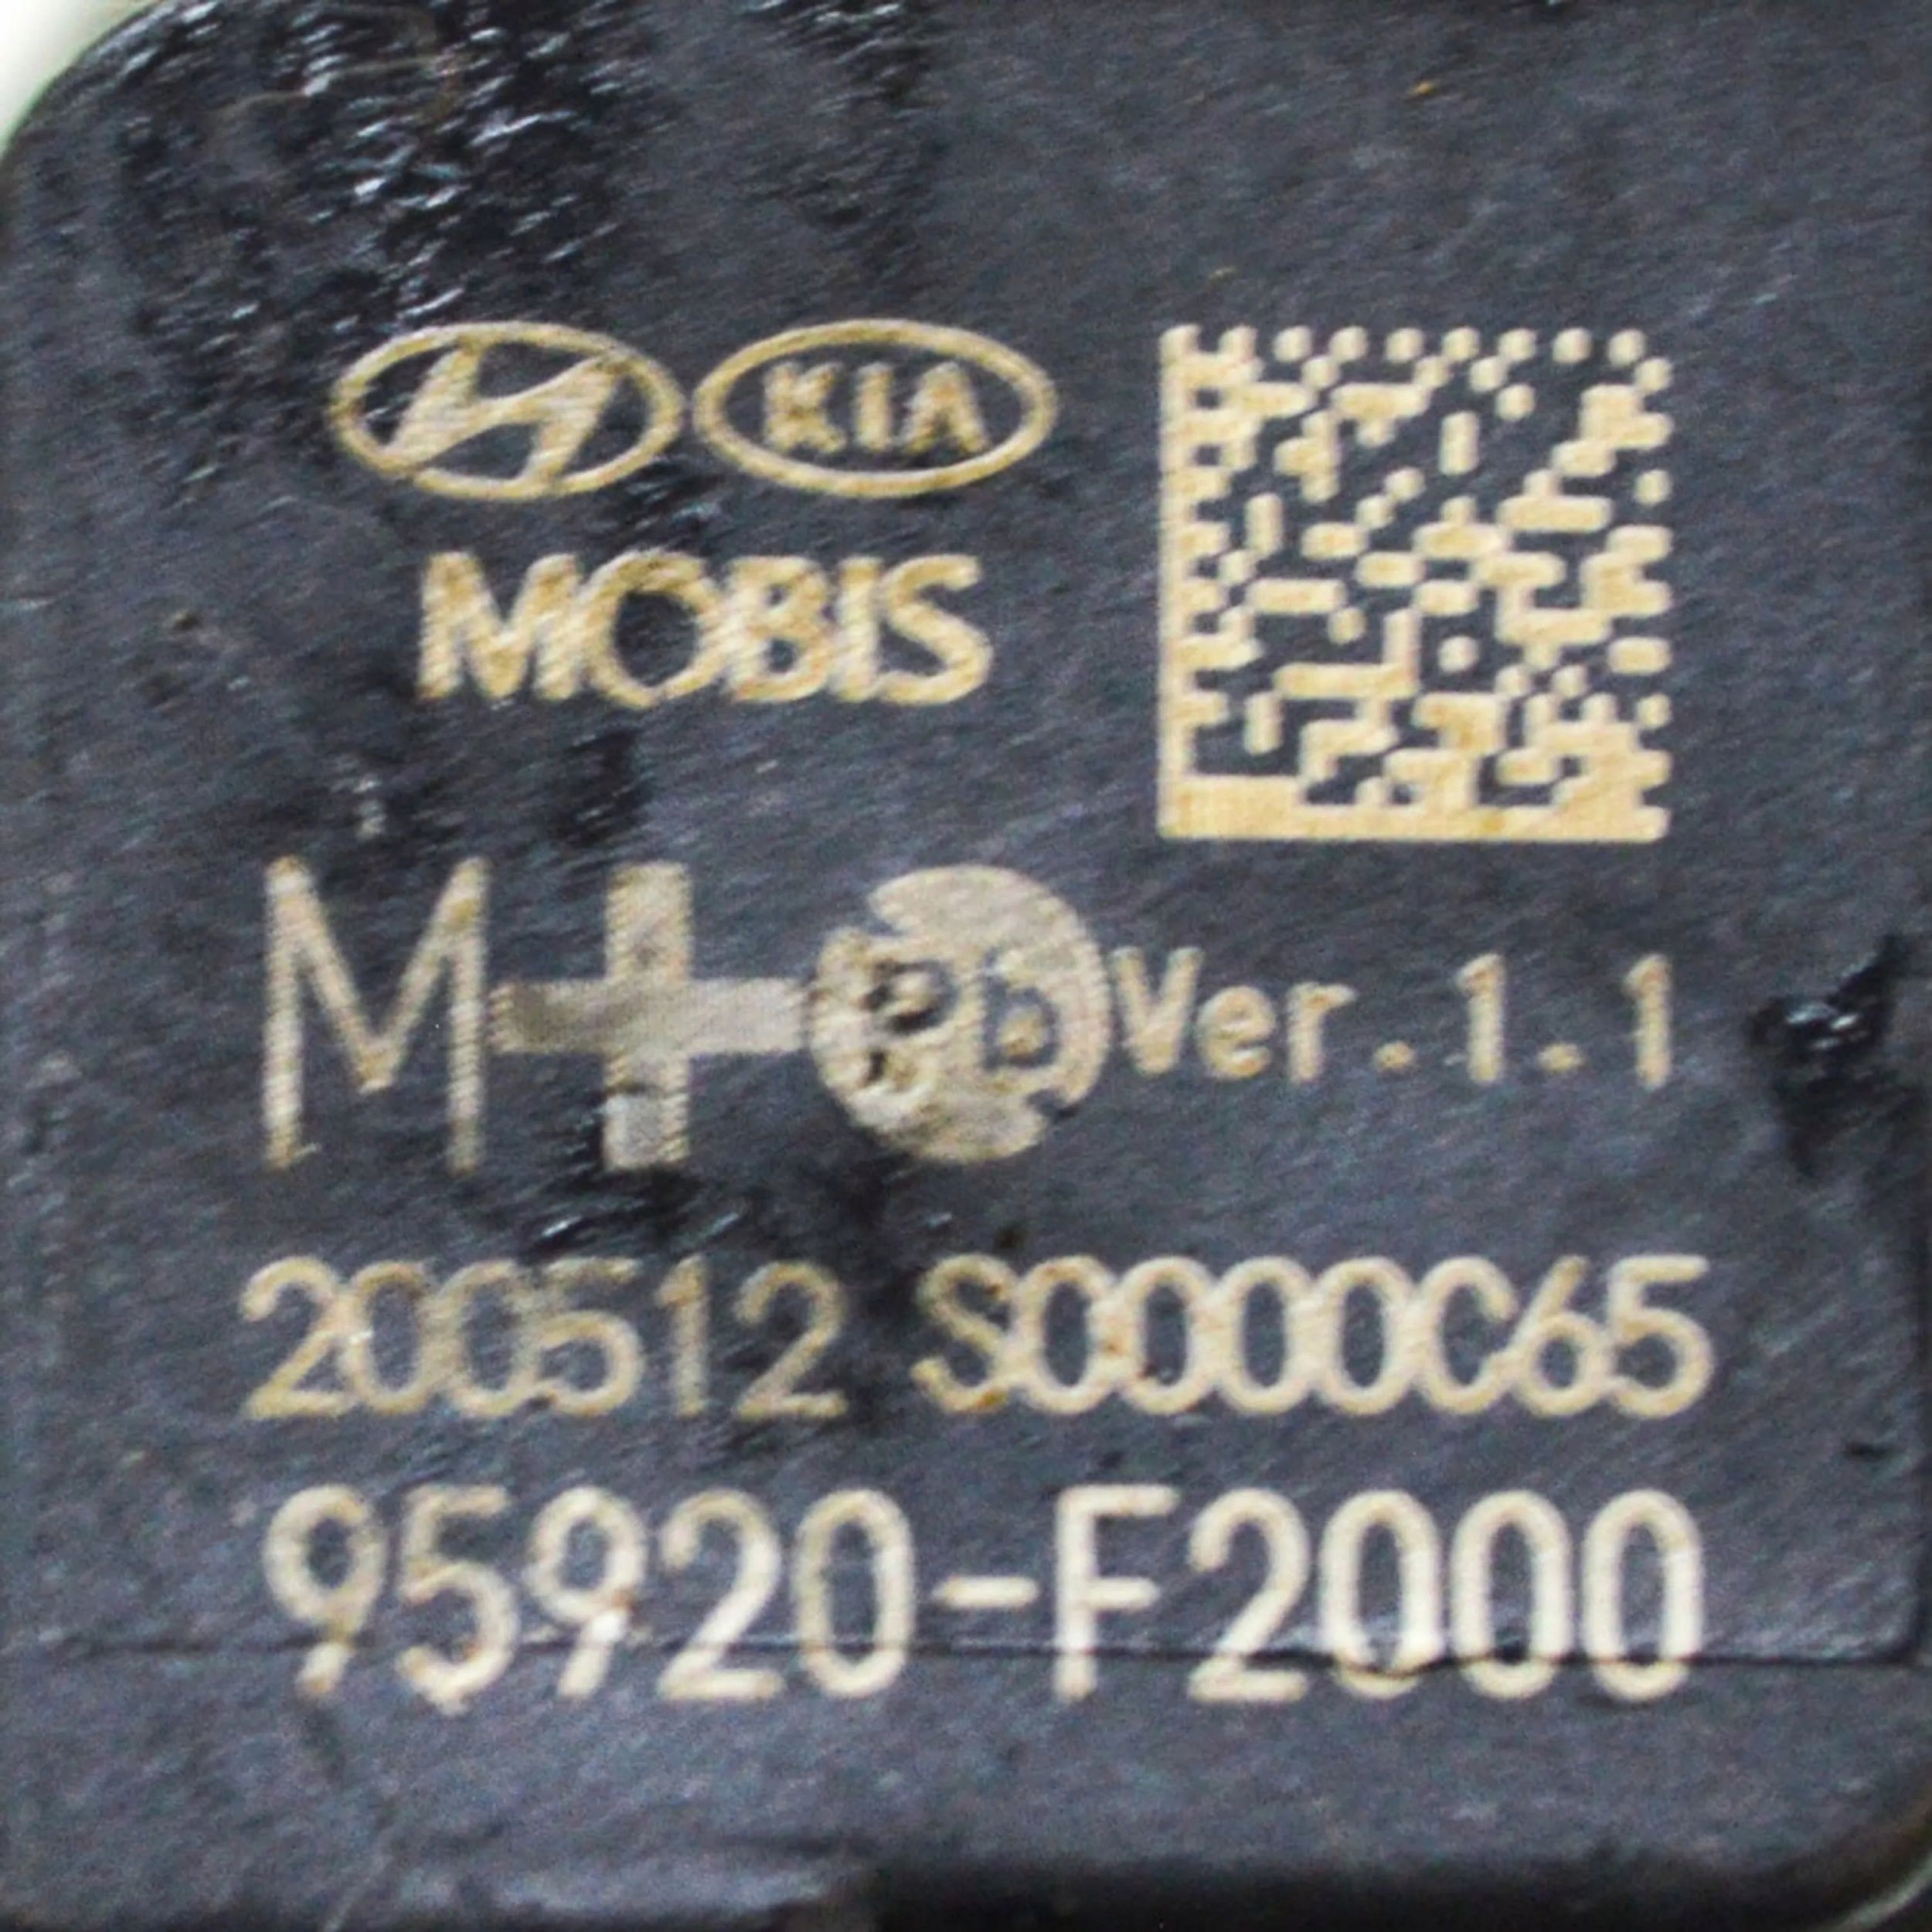 KIA
MOBIS
M+ Pb Ver.1.1
200512 S0000C65
95920-F2000